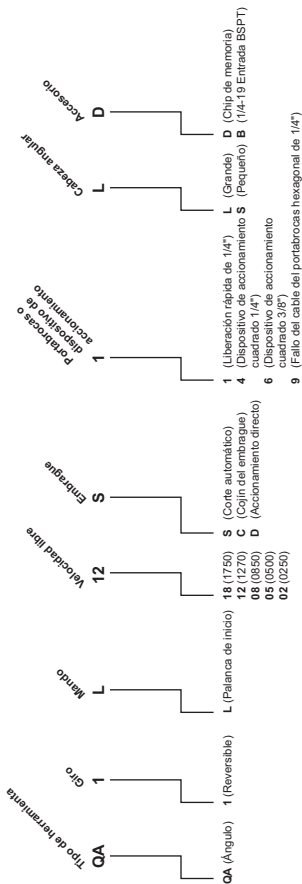 Tipo de herramienta
QA
QA (Ángulo)
Giro
1
1 (Reversible)
Mando
L
L (Palanca de inicio)
Velocidad libre
12
18 (1750)
12 (1270)
08 (0850)
05 (0500)
02 (0250)
Embrague
S
S (Corte automático)
C (Cojín del embrague)
D (Accionamiento directo)
Portabrocas o
dispositivo de
accionamiento
1
1 (Liberación rápida de 1/4")
4 (Dispositivo de accionamiento
cuadrado 1/4")
6 (Dispositivo de accionamiento
cuadrado 3/8")
9 (Fallo del cable del portabrocas hexagonal de 1/4")
Cabeza angular
L
L (Grande)
S (Pequeño)
Accesorio
D
D (Chip de memoria)
B (1/4-19 Entrada BSPT)